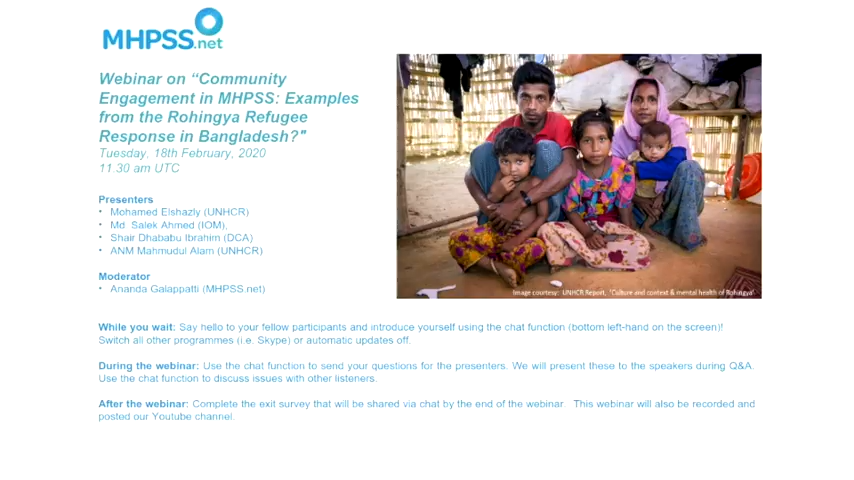 MHPSS.net
Webinar on “Community
Engagement in MHPSS: Examples
from the Rohingya Refugee
Response in Bangladesh?"
Tuesday, 18th February, 2020
11.30 am UTC
Presenters
• Mohamed Elshazly (UNHCR)
• Md. Salek Ahmed (IOM),
• Shair Dhababu Ibrahim (DCA)
• ANM Mahmudul Alam (UNHCR)
Moderator
• Ananda Galappatti (MHPSS.net)
Image courtesy: UNHCR Report, "Culture and context & mental health of Rohingya'
While you wait: Say hello to your fellow participants and introduce yourself using the chat function (bottom left-hand on the screen)!
Switch all other programmes (i.e. Skype) or automatic updates off.
During the webinar: Use the chat function to send your questions for the presenters. We will present these to the speakers during Q&A.
Use the chat function to discuss issues with other listeners.
After the webinar: Complete the exit survey that will be shared via chat by the end of the webinar. This webinar will also be recorded and
posted our Youtube channel.